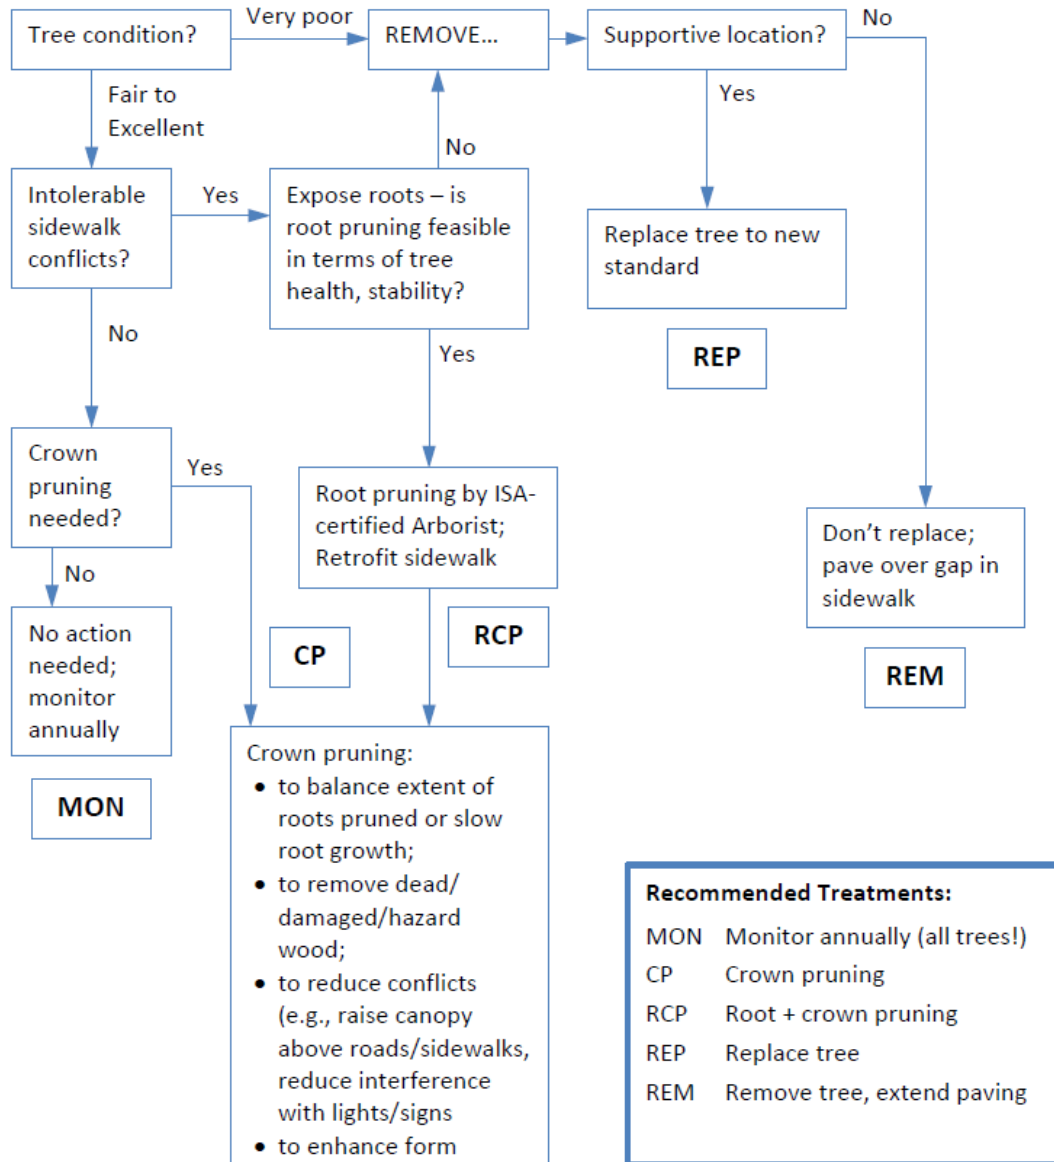 Tree condition?
Very poor
REMOVE...
Supportive location?
No
Fair to
Excellent
Yes
No
Intolerable
sidewalk
conflicts?
Yes
Expose roots – is
root pruning feasible
in terms of tree
health, stability?
Replace tree to new
standard
No
Yes
REP
Crown
pruning
needed?
Yes
Root pruning by ISA-
certified Arborist;
Retrofit sidewalk
Don't replace;
pave over gap in
sidewalk
No
No action
needed;
monitor
annually
CP
RCP
REM
MON
Crown pruning:
• to balance extent of
roots pruned or slow
root growth;
• to remove dead/
damaged/hazard
wood;
• to reduce conflicts
(e.g., raise canopy
above roads/sidewalks,
reduce interference
with lights/signs
• to enhance form
Recommended Treatments:
MON Monitor annually (all trees!)
CP Crown pruning
RCP Root + crown pruning
REP Replace tree
REM Remove tree, extend paving